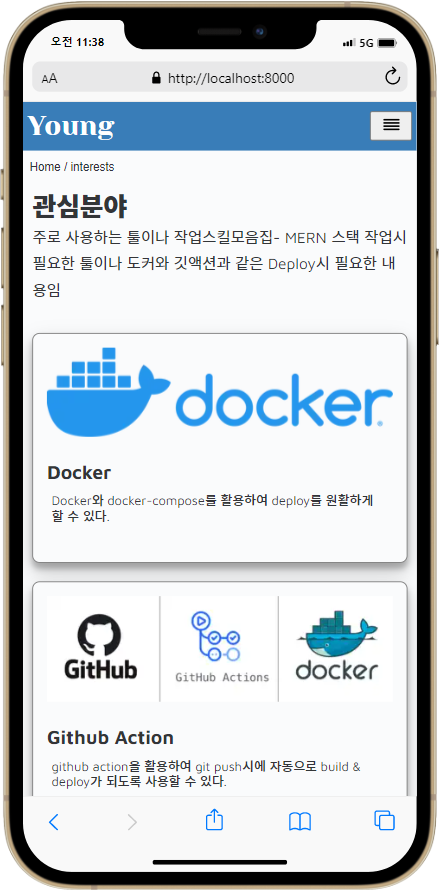 오전 11:38
5G
AA
http://localhost:8000
Young
Home / interests
관심분야
주로 사용하는 툴이나 작업스킬모음집- MERN 스택 작업시
필요한 툴이나 도커와 깃액션과 같은 Deploy시 필요한 내
용임
docker
Docker
Docker와 docker-compose를 활용하여 deploy를 원활하게
할 수 있다.
GitHub
GitHub Actions
docker
Github Action
github action을 활용하여 git push시에 자동으로 build &
deploy가 되도록 사용할 수 있다.